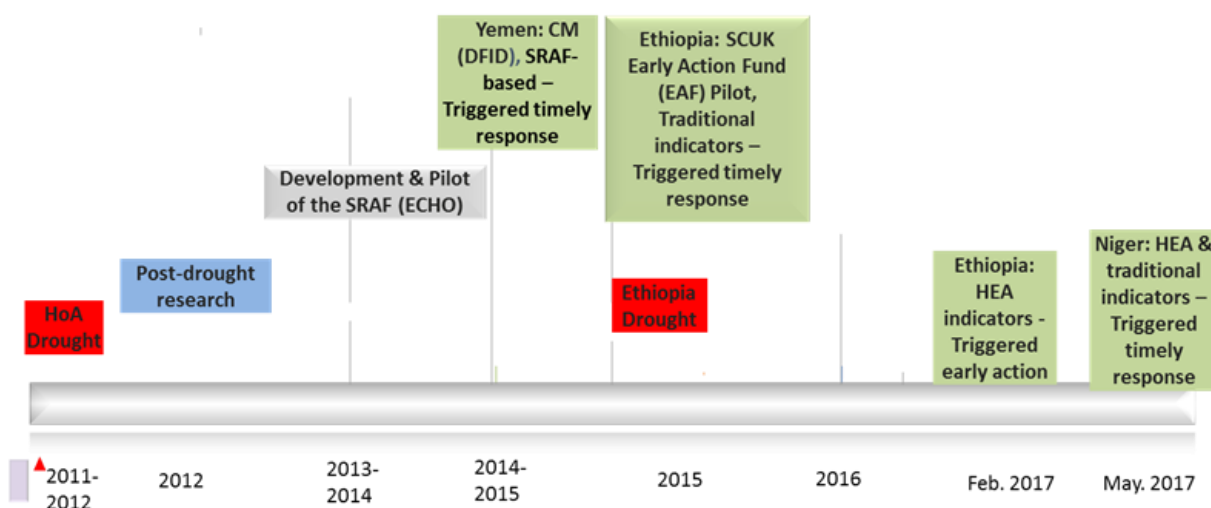 Yemen: CM
(DFID), SRAF-
based –
Triggered timely
response
Ethiopia: SCUK
Early Action Fund
(EAF) Pilot,
Traditional
indicators –
Triggered timely
response
Development & Pilot
of the SRAF (ECHO)
Post-drought
research
HoA
Drought
Ethiopia
Drought
Ethiopia:
HEA
indicators -
Triggered
early action
Niger: HEA &
traditional
indicators –
Triggered
timely
response
2011-
2012
2012
2013-
2014
2014-
2015
2015
2016
Feb. 2017
May. 2017